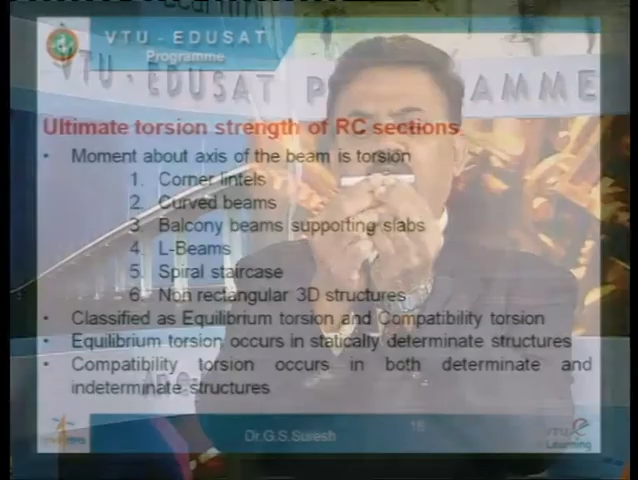 VTU - EDUSAT
Programme
VTU - EDUSAT P AMME
Ultimate torsion strength of RC sections
• Moment about axis of the beam is torsion
1. Corner lintels
2. Curved beams
3. Balcony beams supporting slabs
4. L-Beams
5. Spiral staircase
6. Non rectangular 3D structures
• Classified as Equilibrium torsion and Compatibility torsion
• Equilibrium torsion occurs in statically determinate structures
• Compatibility torsion occurs in both determinate and
indeterminate structures
Dr.G.S.Suresh
16
Learning